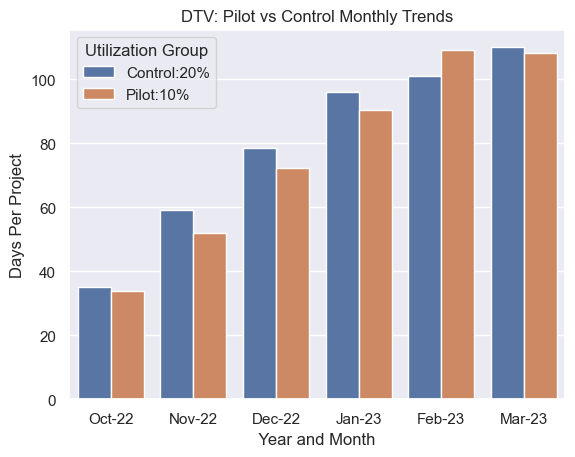 DTV: Pilot vs Control Monthly Trends
Utilization Group
Control:20%
Pilot:10%
Days Per Project
100
80
60
40
20
0
Oct-22 Nov-22 Dec-22 Jan-23 Feb-23 Mar-23
Year and Month